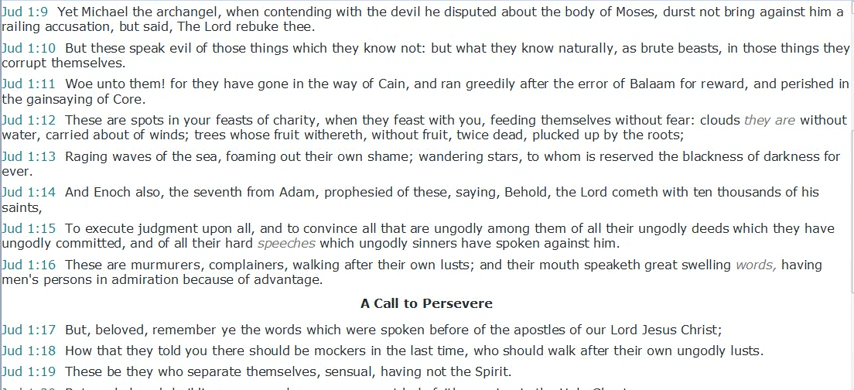 Jud 1:9 Yet Michael the archangel, when contending with the devil he disputed about the body of Moses, durst not bring against him a
railing accusation, but said, The Lord rebuke thee.
Jud 1:10 But these speak evil of those things which they know not: but what they know naturally, as brute beasts, in those things they
corrupt themselves.
Jud 1:11 Woe unto them! for they have gone in the way of Cain, and ran greedily after the error of Balaam for reward, and perished in
the gainsaying of Core.
Jud 1:12 These are spots in your feasts of charity, when they feast with you, feeding themselves without fear: clouds they are without
water, carried about of winds; trees whose fruit withereth, without fruit, twice dead, plucked up by the roots;
Jud 1:13 Raging waves of the sea, foaming out their own shame; wandering stars, to whom is reserved the blackness of darkness for
ever.
Jud 1:14 And Enoch also, the seventh from Adam, prophesied of these, saying, Behold, the Lord cometh with ten thousands of his
saints,
Jud 1:15 To execute judgment upon all, and to convince all that are ungodly among them of all their ungodly deeds which they have
ungodly committed, and of all their hard speeches which ungodly sinners have spoken against him.
Jud 1:16 These are murmurers, complainers, walking after their own lusts; and their mouth speaketh great swelling words, having
men's persons in admiration because of advantage.
A Call to Persevere
Jud 1:17 But, beloved, remember ye the words which were spoken before of the apostles of our Lord Jesus Christ;
Jud 1:18 How that they told you there should be mockers in the last time, who should walk after their own ungodly lusts.
Jud 1:19 These be they who separate themselves, sensual, having not the Spirit.